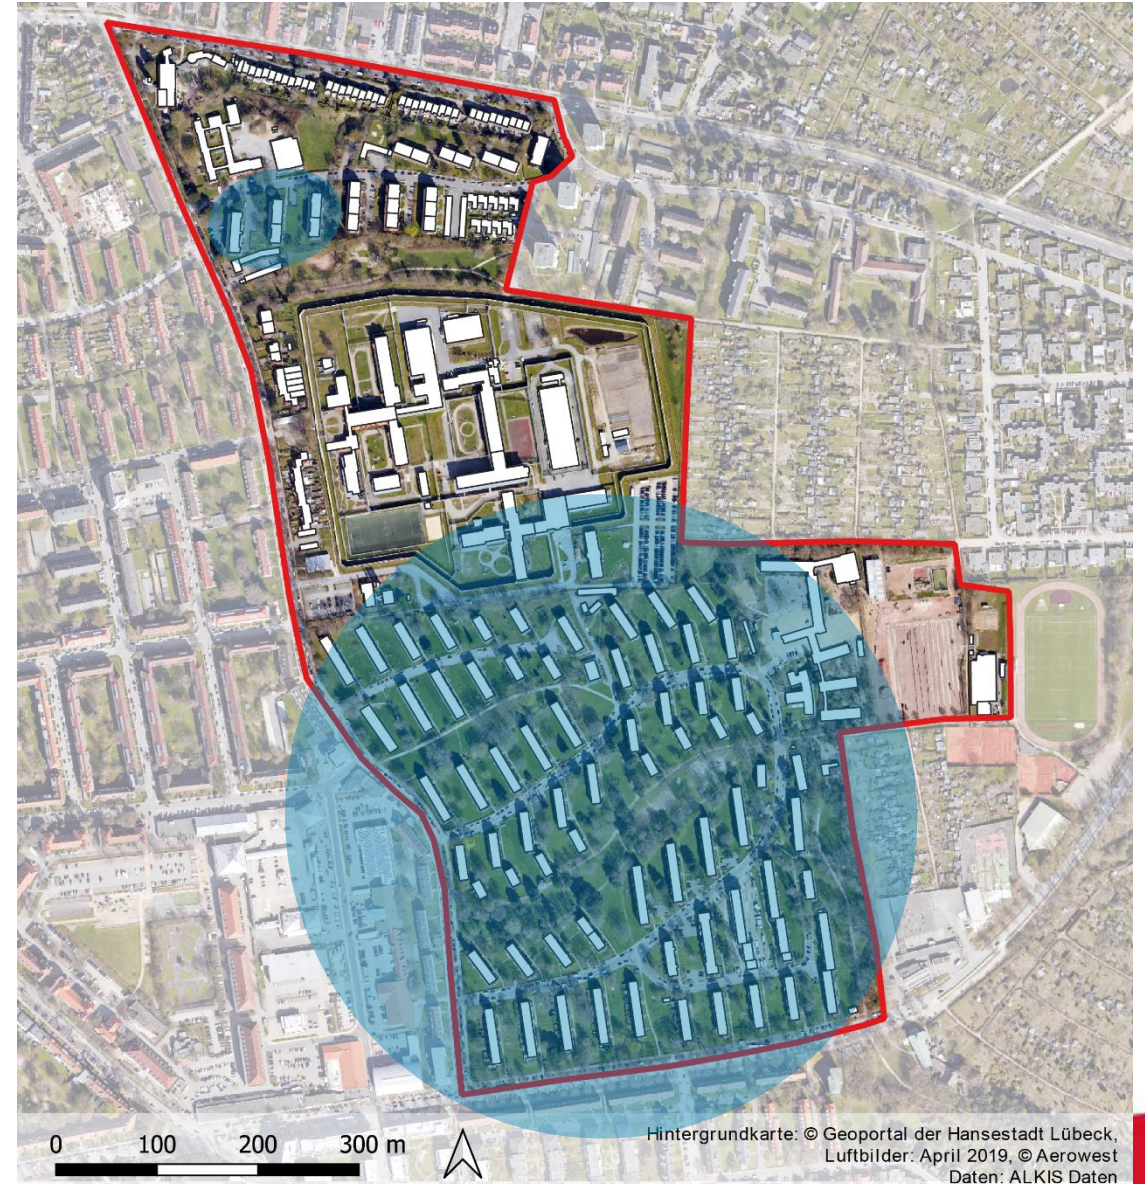 0 100 200 300 m
Hintergrundkarte: © Geoportal der Hansestadt Lübeck,
Luftbilder: April 2019, © Aerowest
Daten: ALKIS Daten